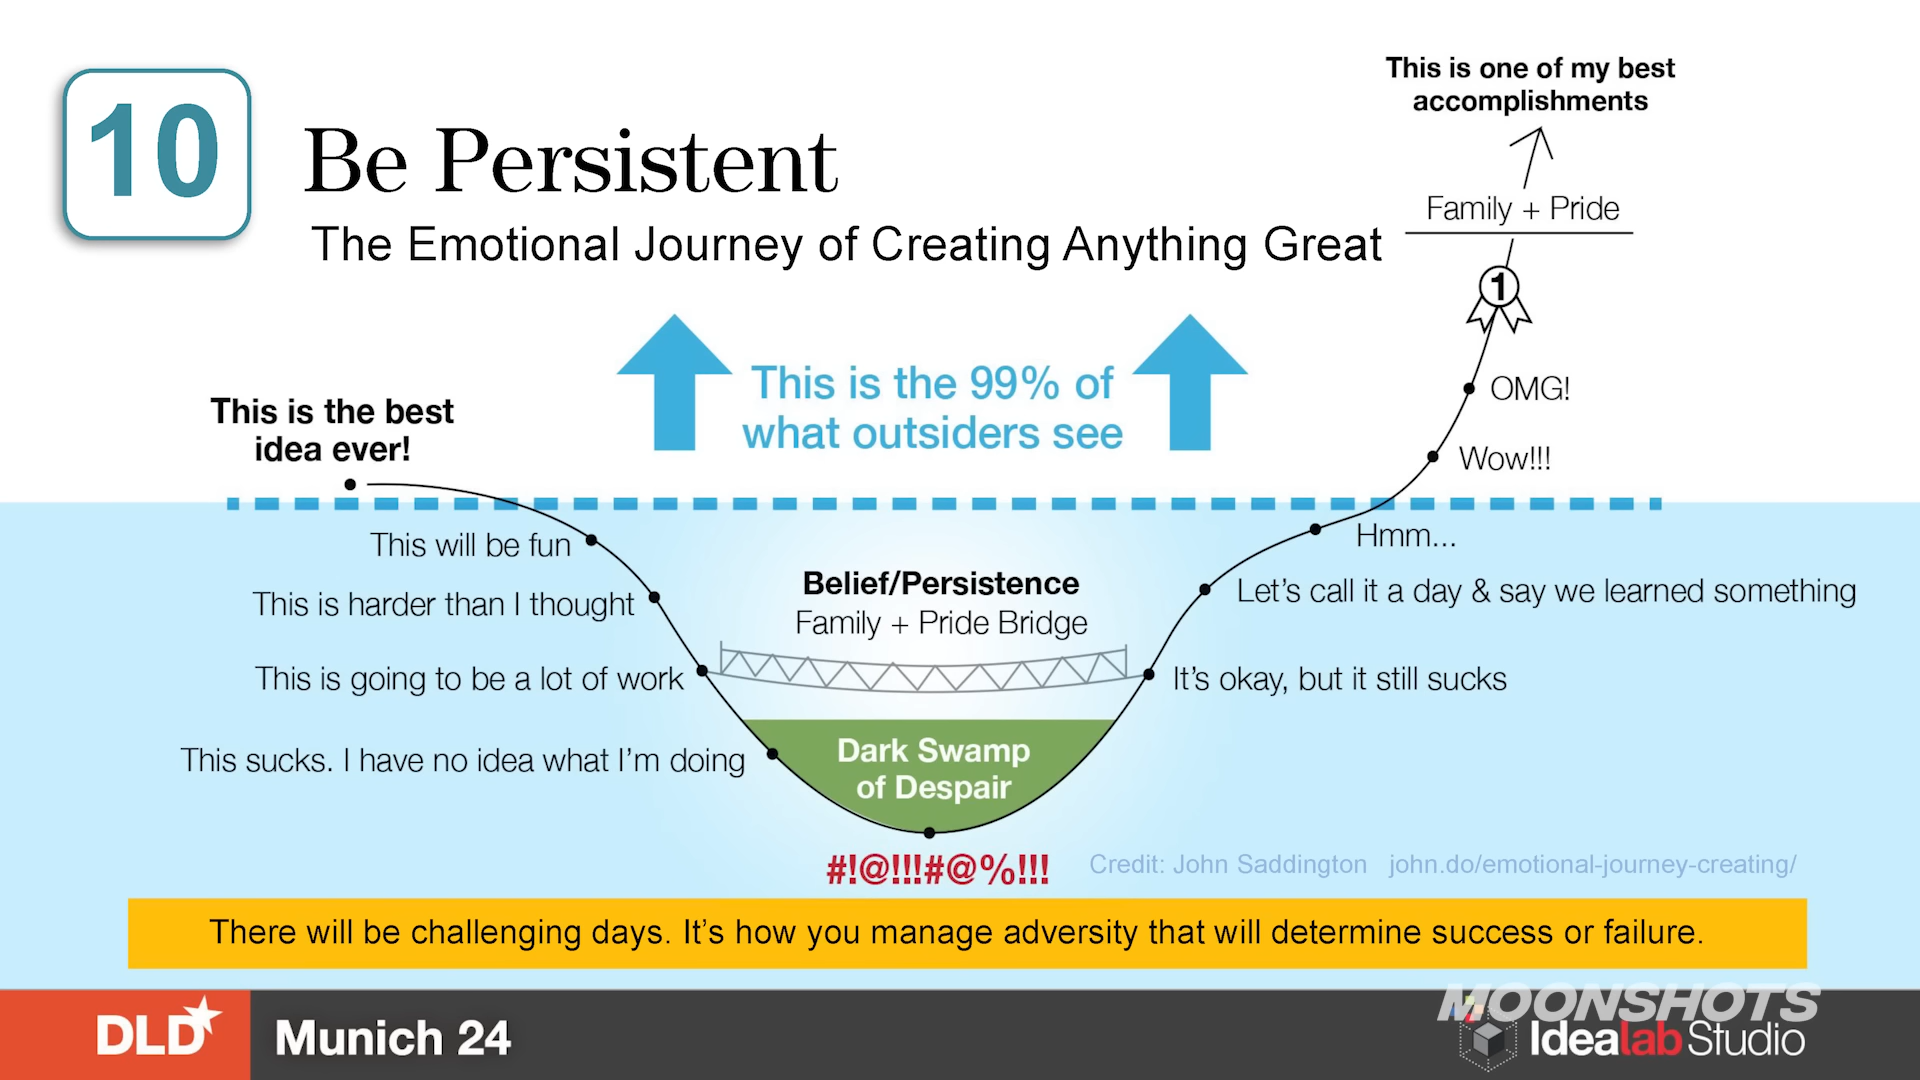 10
Be Persistent
The Emotional Journey of Creating Anything Great
This is one of my best
accomplishments
Family + Pride
1
OMG!
Wow!!!
This is the 99% of
what outsiders see
This is the best
idea ever!
This will be fun
This is harder than I thought
This is going to be a lot of work
This sucks. I have no idea what I'm doing
Belief/Persistence
Family + Pride Bridge
Dark Swamp
of Despair
#!@!!!#@%!!!
Hmm...
Let's call it a day & say we learned something
It's okay, but it still sucks
Credit: John Saddington john.do/emotional-journey-creating/
There will be challenging days. It's how you manage adversity that will determine success or failure.
DLD
Munich 24
MOONSHOTS
Idealab Studio